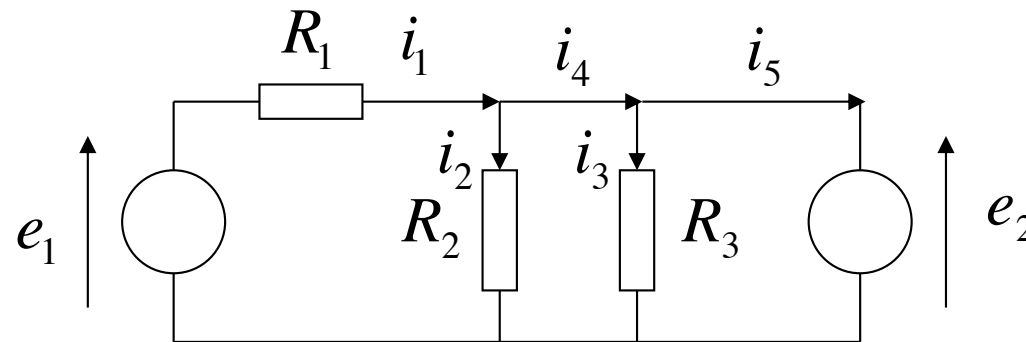 R₁ i₁ i₄ i₅
i₂ i₃
e₁ R₂ R₃ e₂